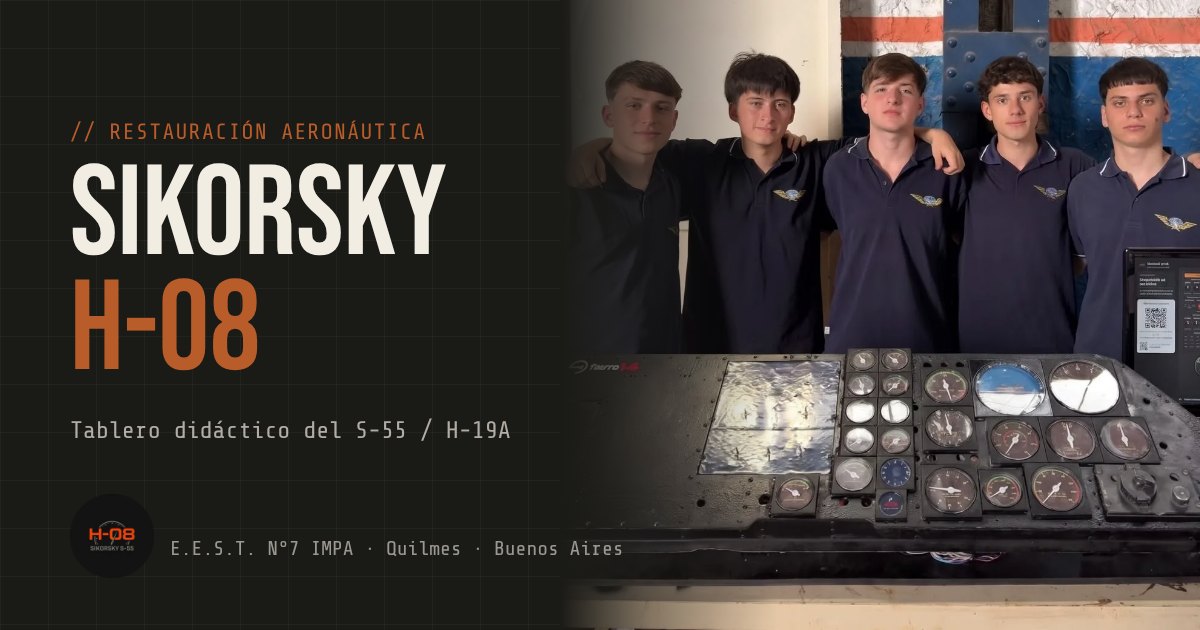 // RESTAURACIÓN AERONÁUTICA
SIKORSKY
H-08
Tablero didáctico del S-55 / H-19A
H-08
SIKORSKY S-55
E.E.S.T. N°7 IMPA · Quilmes · Buenos Aires